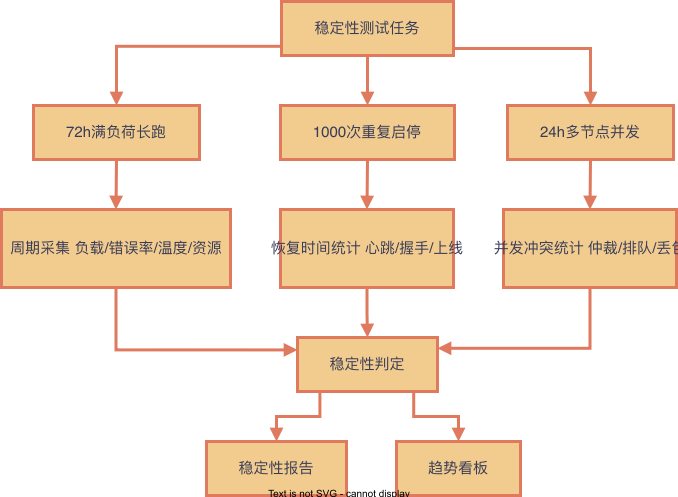 稳定性测试任务
72h满负荷长跑
1000次重复启停
24h多节点并发
周期采集 负载/错误率/温度/资源
恢复时间统计 心跳/握手/上线
并发冲突统计 仲裁/排队/丢包
稳定性判定
稳定性报告
趋势看板
Text is not SVG - cannot display